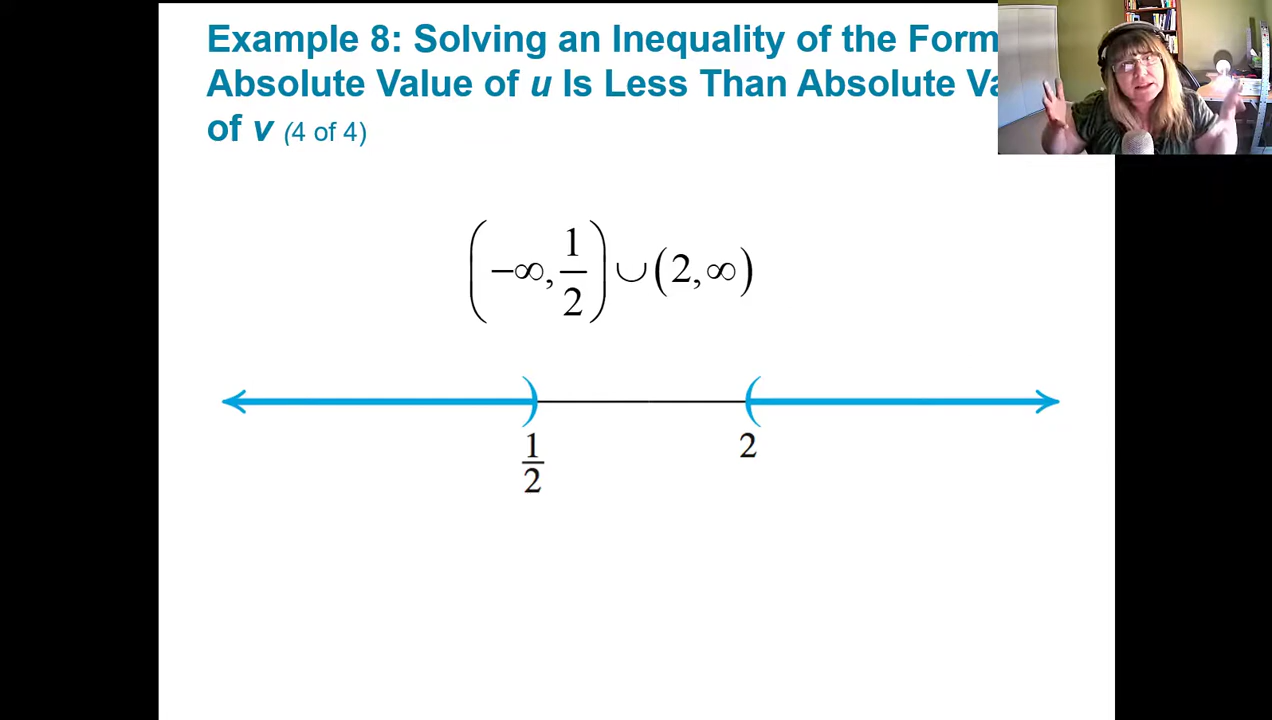 Example 8: Solving an Inequality of the Form
Absolute Value of u Is Less Than Absolute
of v (4 of 4)
(−∞, 1/2) ∪ (2, ∞)
1/2 2